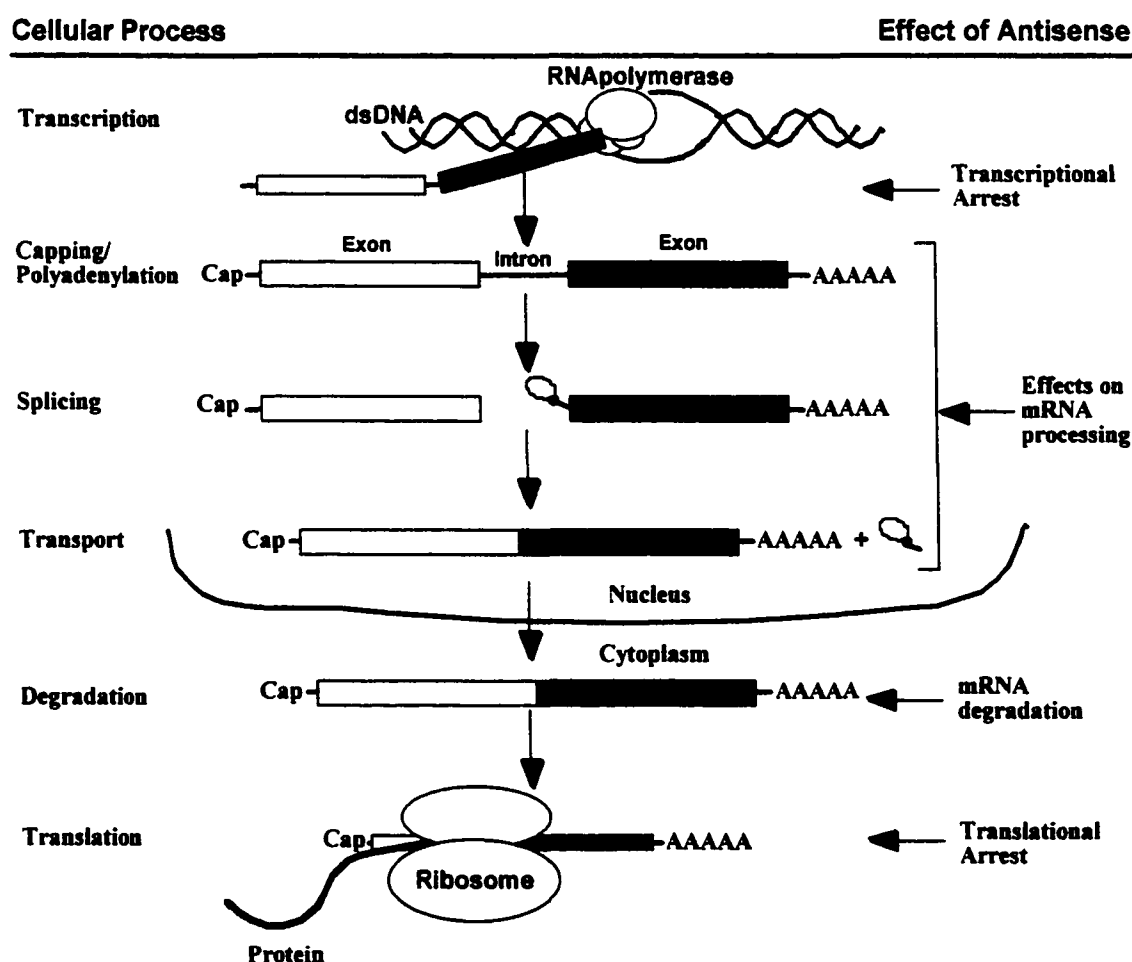 Cellular Process Effect of Antisense
RNApolymerase
dsDNA
Transcription
Transcriptional
Arrest
Capping/
Polyadenylation
Exon Intron Exon
Cap AAAAA
Splicing
Cap AAAAA
Effects on
mRNA
processing
Transport
Cap AAAAA +
Nucleus
Cytoplasm
Degradation
Cap AAAAA
mRNA
degradation
Translation
Cap AAAAA
Translational
Arrest
Ribosome
Protein